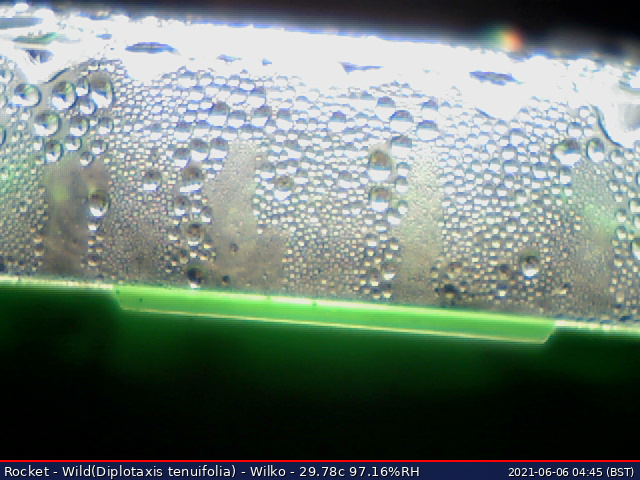 Rocket - Wild(Diplotaxis tenuifolia) - Wilko - 29.78c 97.16%RH
2021-06-06 04:45 (BST)